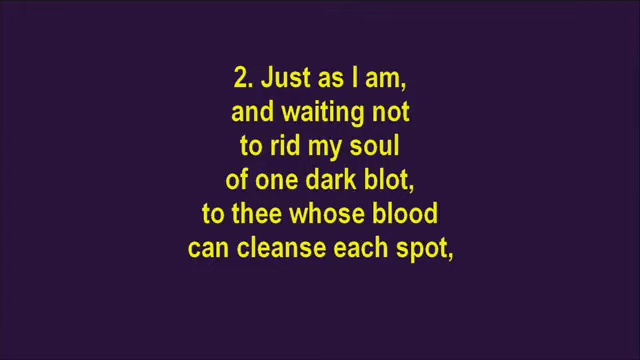 2. Just as I am,
and waiting not
to rid my soul
of one dark blot,
to thee whose blood
can cleanse each spot,